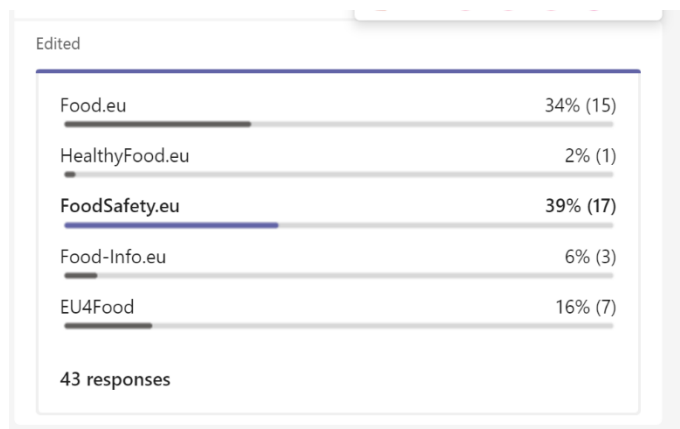 Edited
Food.eu 34% (15)
HealthyFood.eu 2% (1)
FoodSafety.eu 39% (17)
Food-Info.eu 6% (3)
EU4Food 16% (7)
43 responses